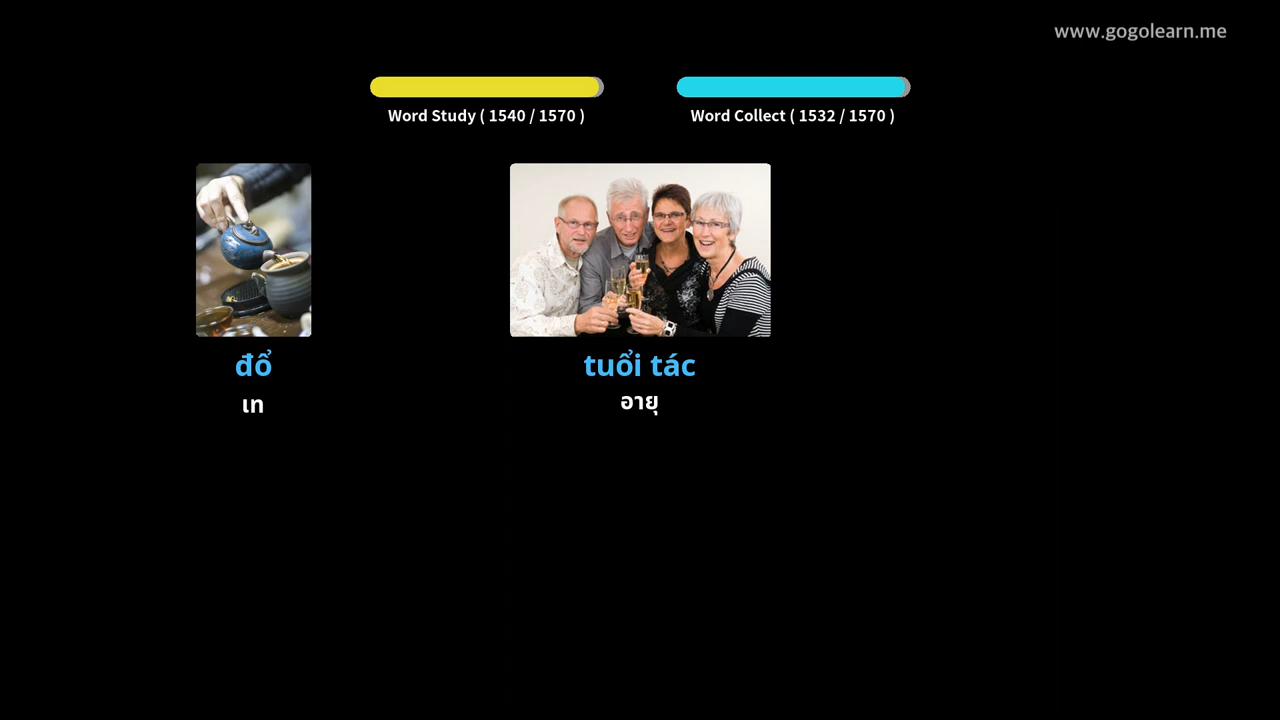 www.gogolearn.me
Word Study ( 1540 / 1570 )
Word Collect ( 1532 / 1570 )
đổ
เท
tuổi tác
อายุ